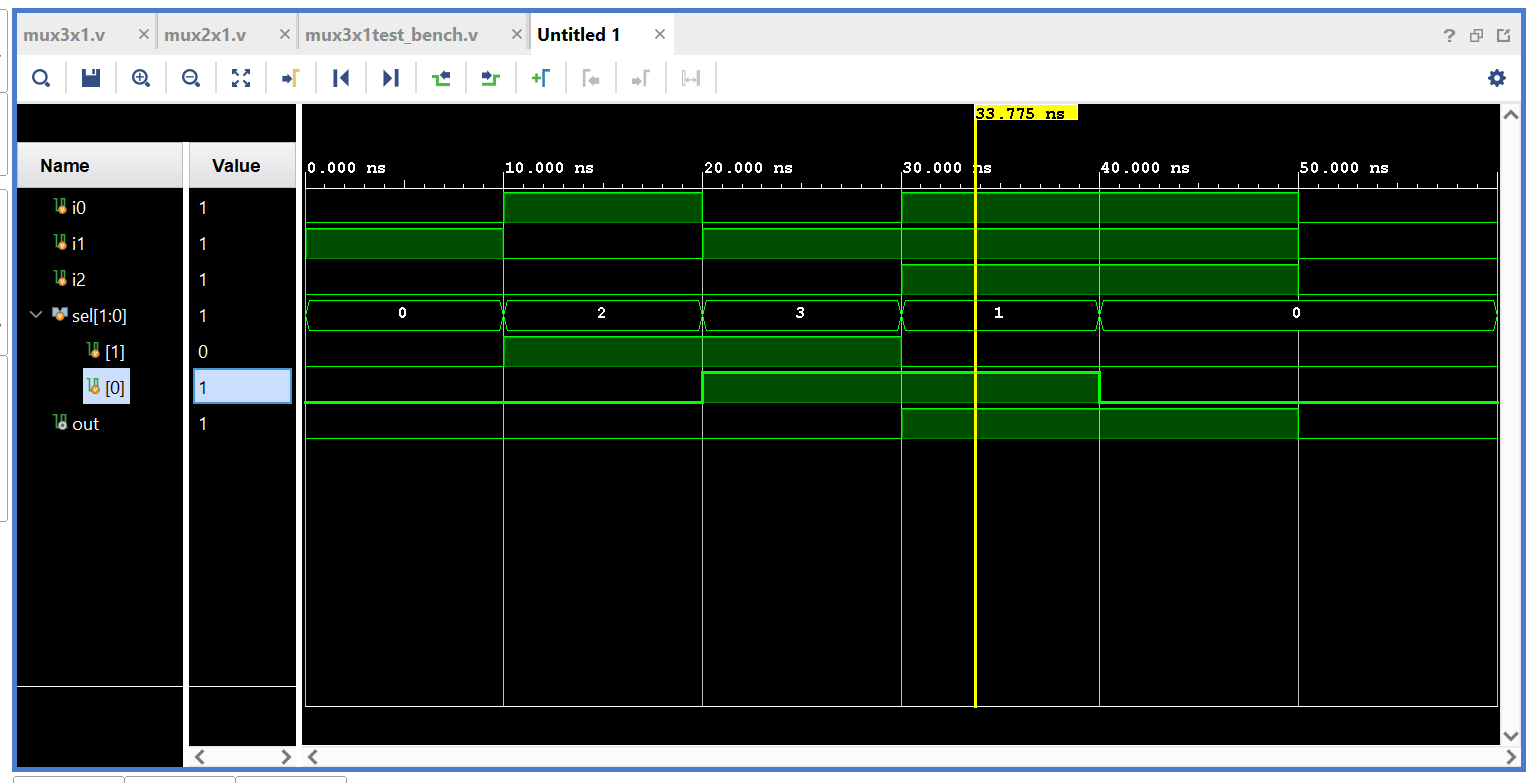 mux3x1.v × mux2x1.v × mux3x1test_bench.v × Untitled 1 ×
?
33.775 ns
Name Value
0.000 ns 10.000 ns 20.000 ns 30.000 ns 40.000 ns 50.000 ns
i0 1
i1 1
i2 1
sel[1:0] 1 0 2 3 1 0
[1] 0
[0] 1
out 1